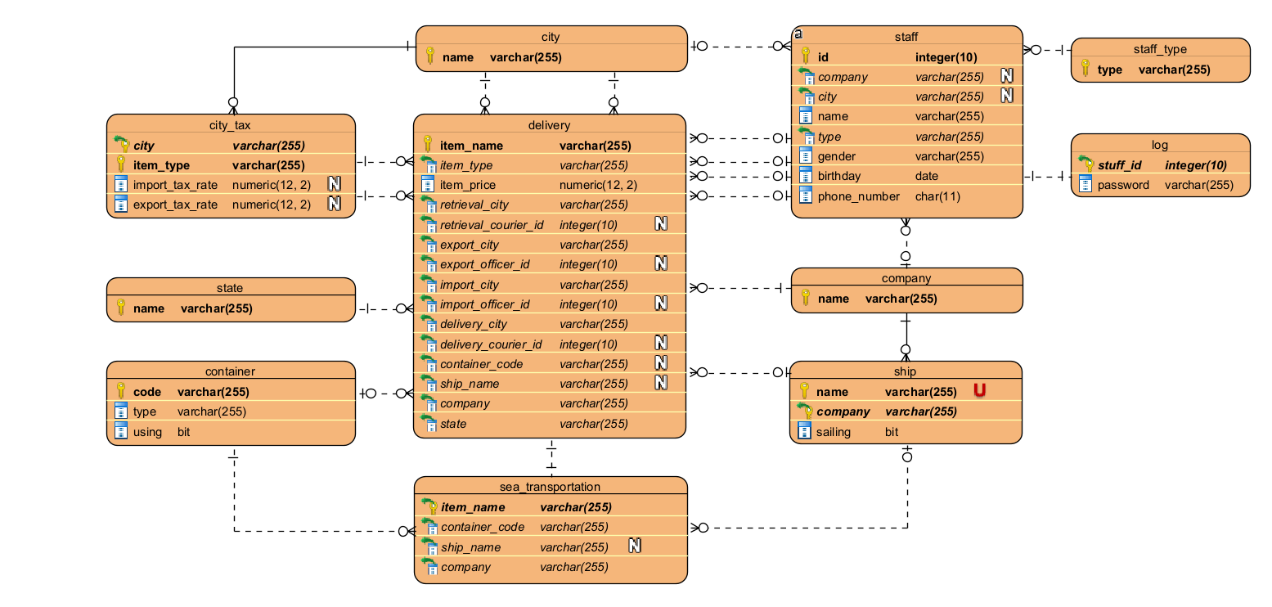 city
name varchar(255)
a
staff
id integer(10)
company varchar(255) N
city varchar(255) N
name varchar(255)
type varchar(255)
gender varchar(255)
birthday date
phone_number char(11)
staff_type
type varchar(255)
log
stuff_id integer(10)
password varchar(255)
city_tax
city varchar(255)
item_type varchar(255)
import_tax_rate numeric(12, 2) N
export_tax_rate numeric(12, 2) N
delivery
item_name varchar(255)
item_type varchar(255)
item_price numeric(12, 2)
retrieval_city varchar(255)
retrieval_courier_id integer(10) N
export_city varchar(255)
export_officer_id integer(10) N
import_city varchar(255)
import_officer_id integer(10) N
delivery_city varchar(255)
delivery_courier_id integer(10) N
container_code varchar(255) N
ship_name varchar(255) N
company varchar(255)
state varchar(255)
state
name varchar(255)
company
name varchar(255)
container
code varchar(255)
type varchar(255)
using bit
ship
name varchar(255) U
company varchar(255)
sailing bit
sea_transportation
item_name varchar(255)
container_code varchar(255)
ship_name varchar(255) N
company varchar(255)